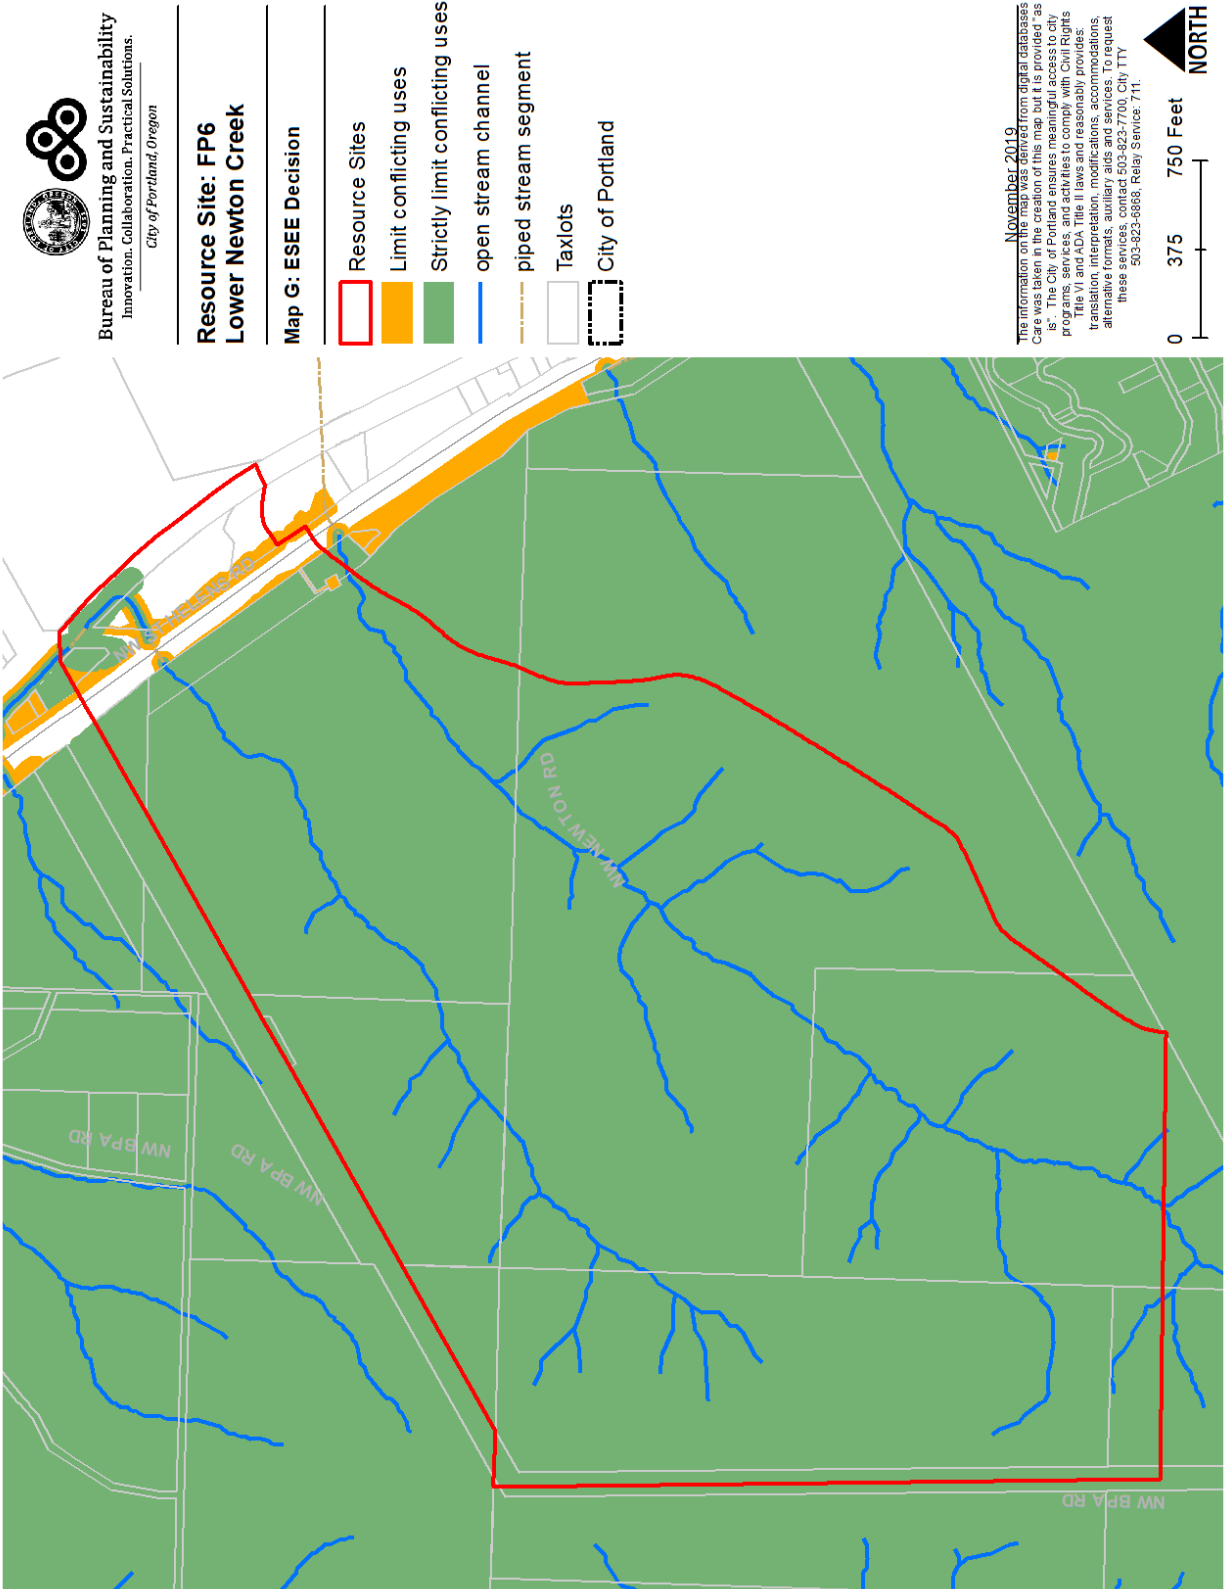 Bureau of Planning and Sustainability
Innovation. Collaboration. Practical Solutions.
City of Portland, Oregon
Resource Site: FP6
Lower Newton Creek
Map G: ESEE Decision
Resource Sites
Limit conflicting uses
Strictly limit conflicting uses
open stream channel
piped stream segment
Taxlots
City of Portland
November 2019
The information on the map was derived from digital databases
Care was taken in the creation of this map but it is provided "as
is". The City of Portland ensures meaningful access to city
programs, services, and activities to comply with Civil Rights
Title VI and ADA Title II laws and reasonably provides:
translation, interpretation, modifications, accommodations,
alternative formats, auxiliary aids and services. To request
these services, contact 503-823-7700, City TTY
503-823-6868, Relay Service: 711.
0 375 750 Feet
NORTH
NW ST HELENS RD
NW NEWTON RD
NW BPA RD
NW BPA RD
NW BPA RD